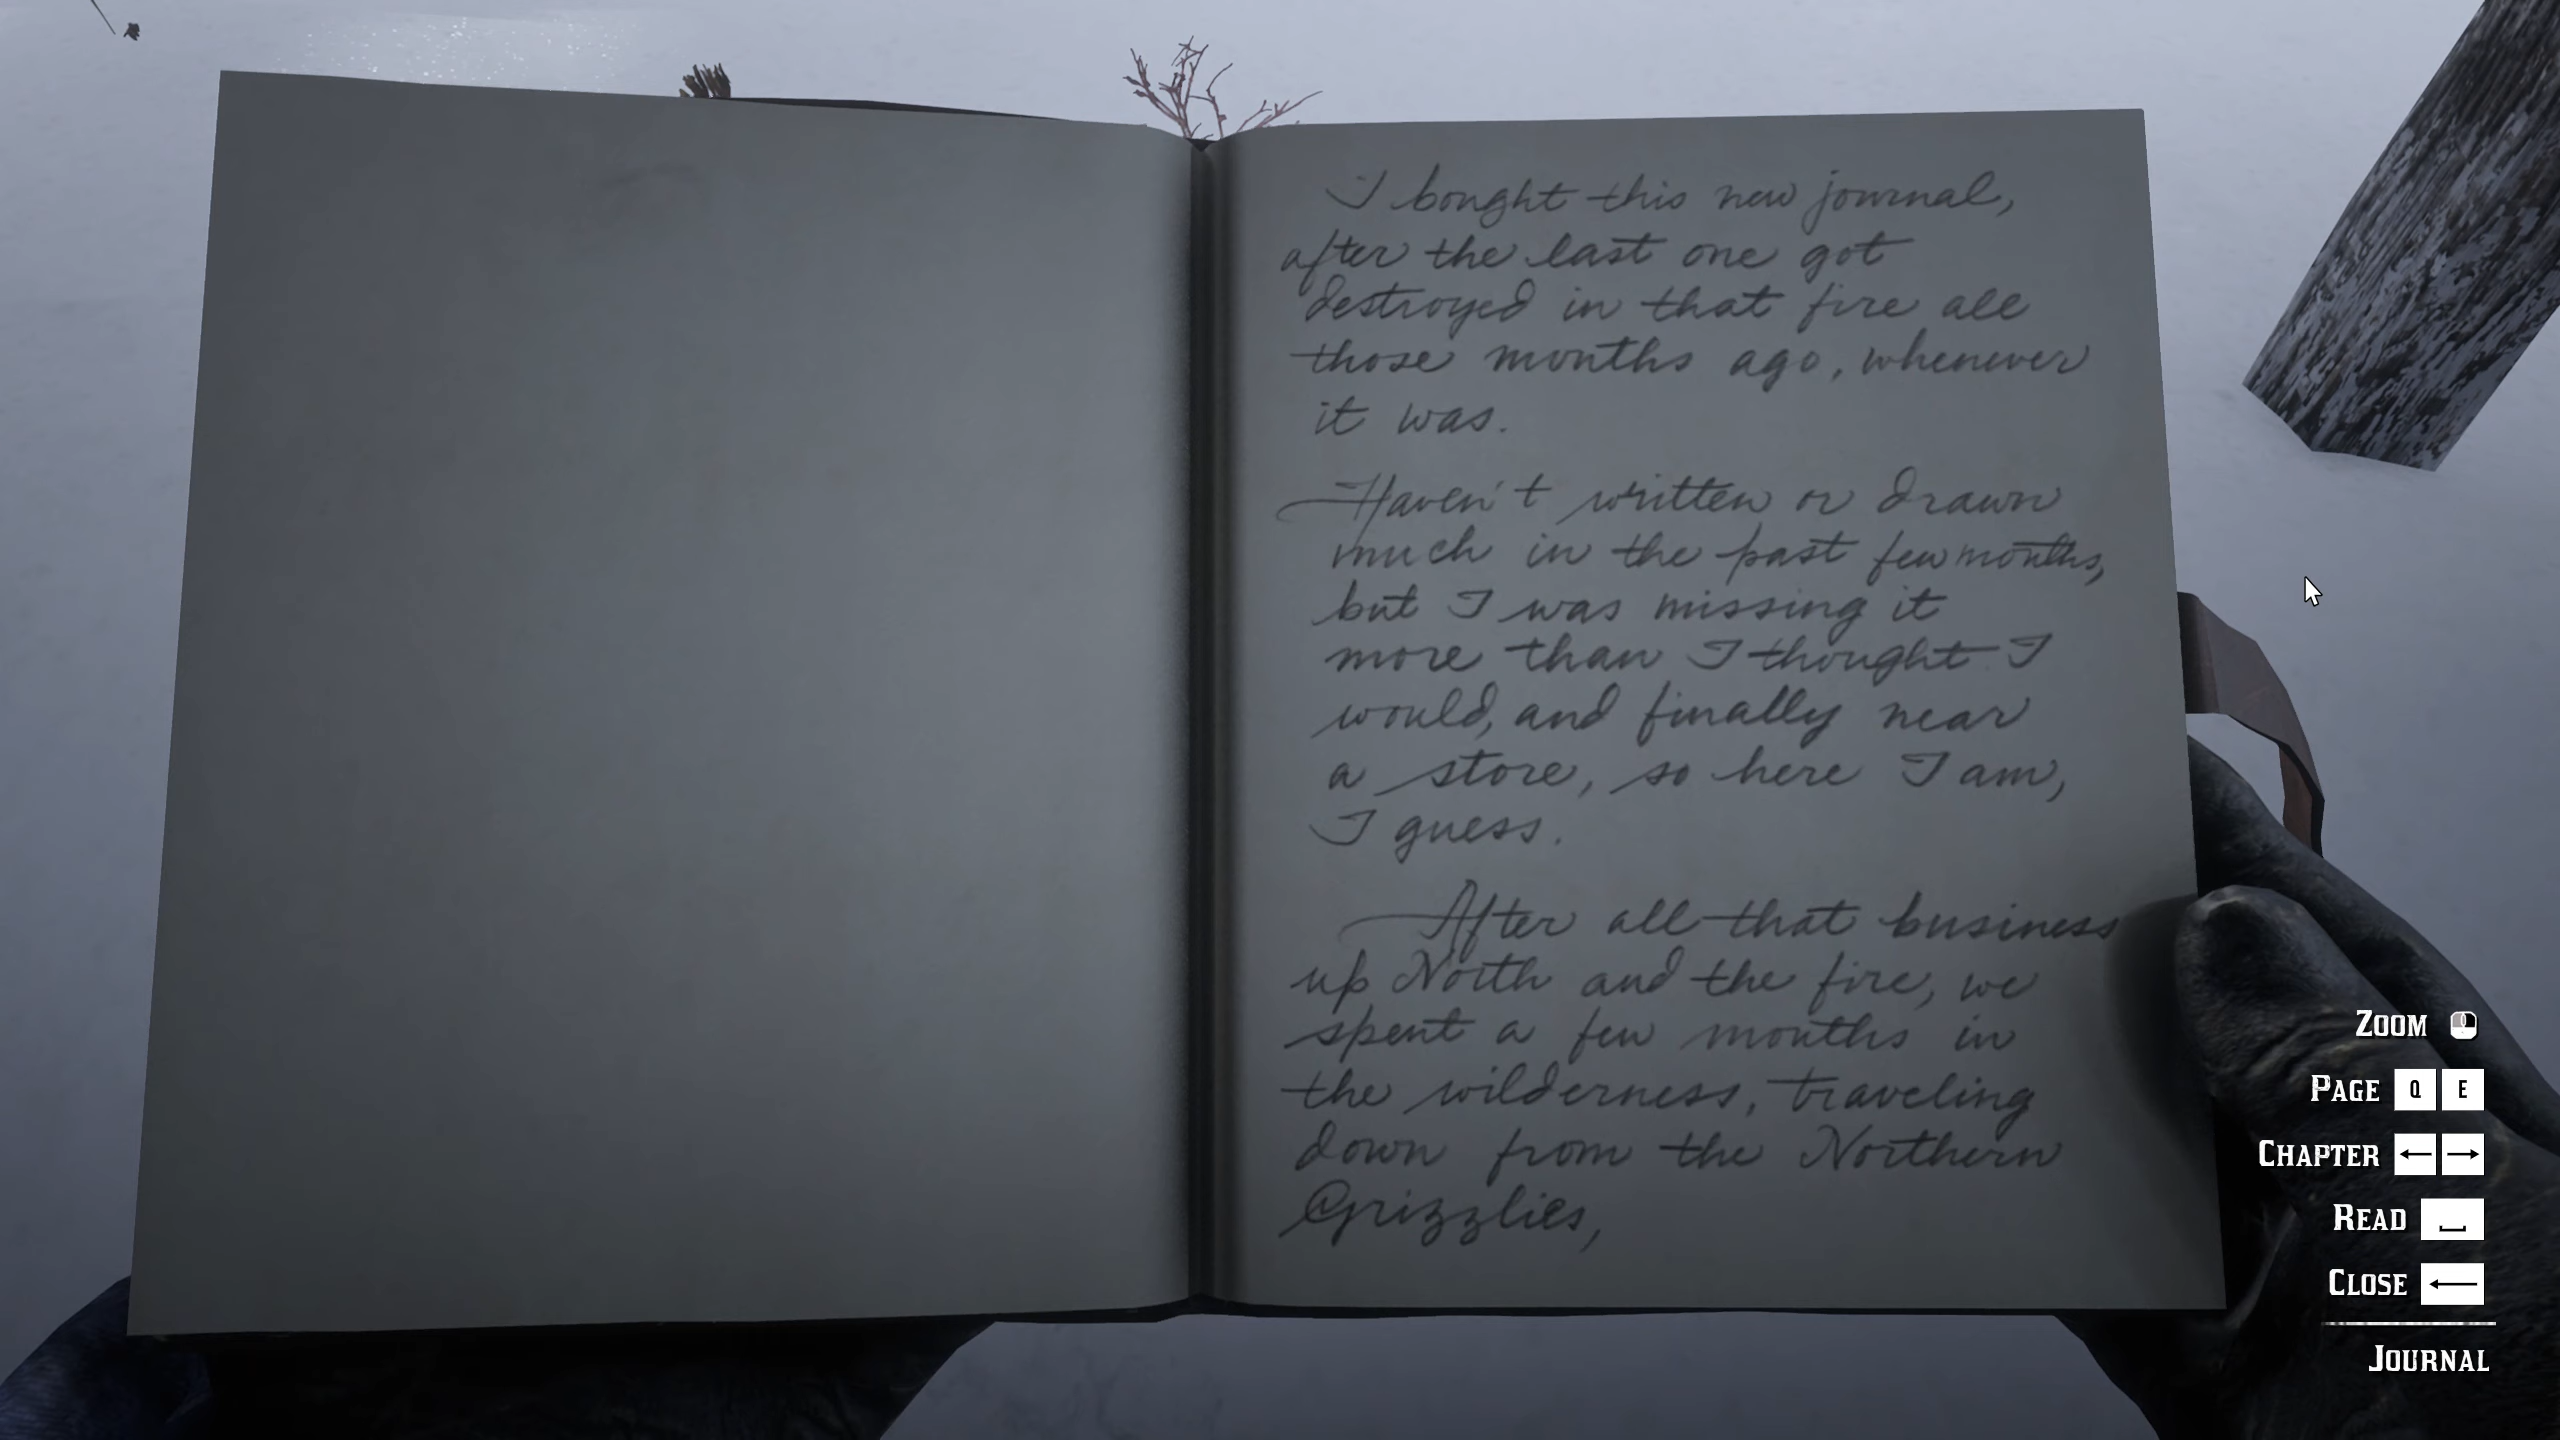 I bought this new journal,
after the last one got
destroyed in that fire all
those months ago, whenever
it was.
Haven't written or drawn
much in the past few months,
but I was missing it
more than I thought I
would, and finally near
a store, so here I am,
I guess.
After all that business
up North and the fire, we
spent a few months in
the wilderness, traveling
down from the Northern
Grizzlies,
ZOOM
PAGE Q E
CHAPTER ← →
READ
CLOSE ←
JOURNAL